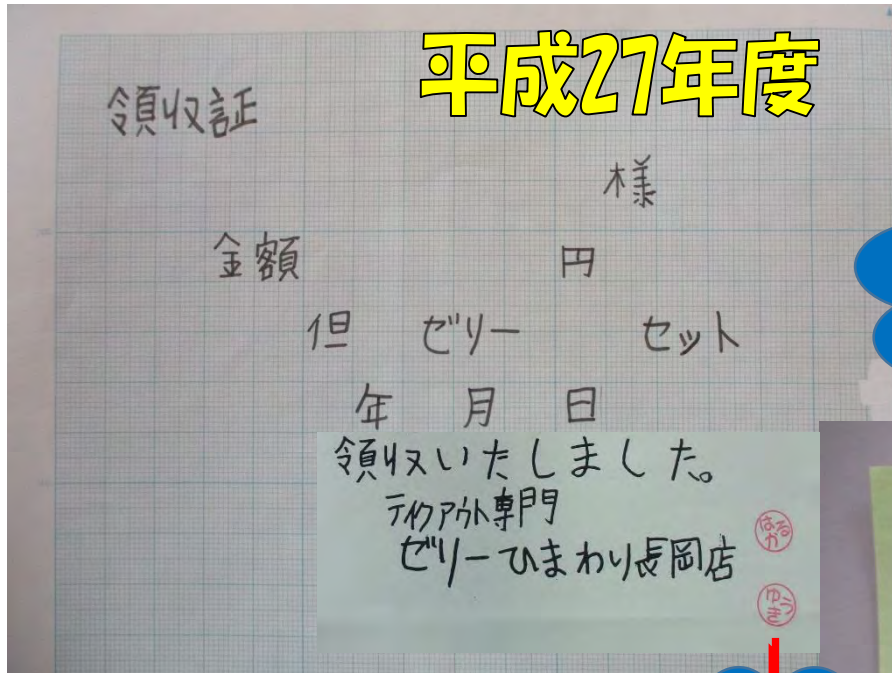 平成27年度
領収証
様
金額 円
但 ゼリー セット
年 月 日
領収いたしました。
テイクアウト専門
ゼリーひまわり長岡店
はるか
ゆうき